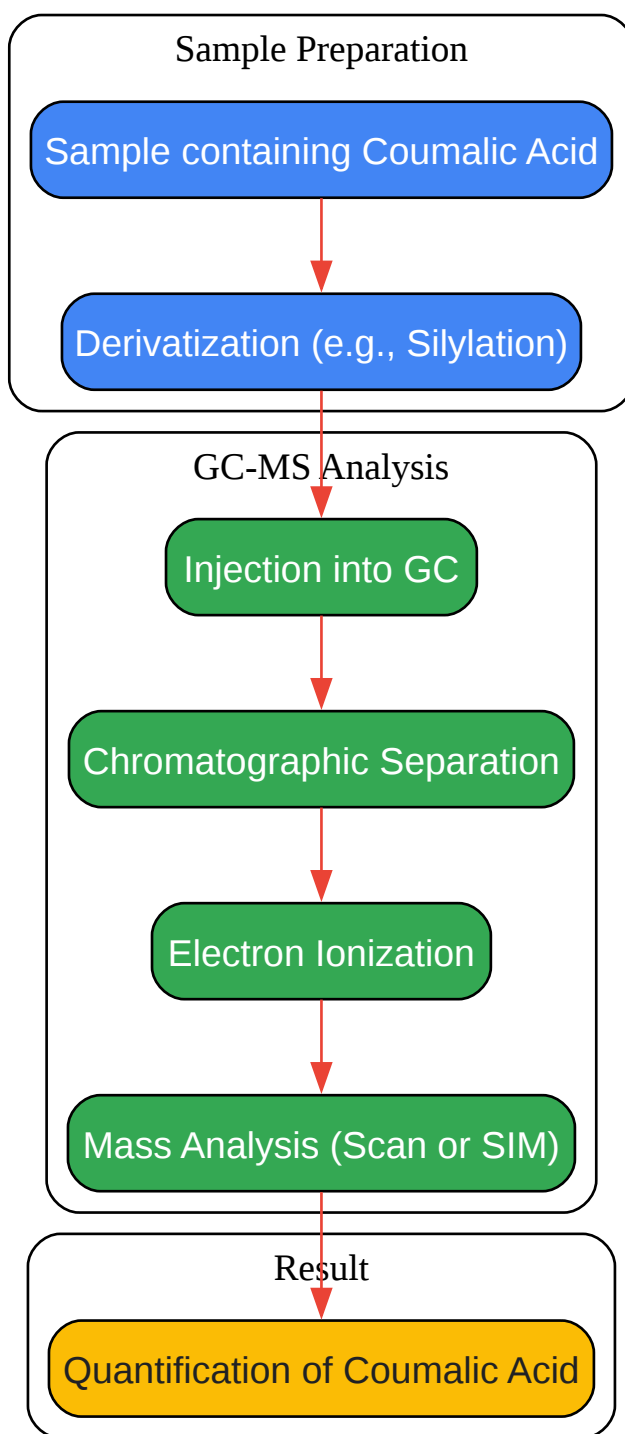 Sample Preparation
Sample containing Coumalic Acid
Derivatization (e.g., Silylation)
GC-MS Analysis
Injection into GC
Chromatographic Separation
Electron Ionization
Mass Analysis (Scan or SIM)
Result
Quantification of Coumalic Acid